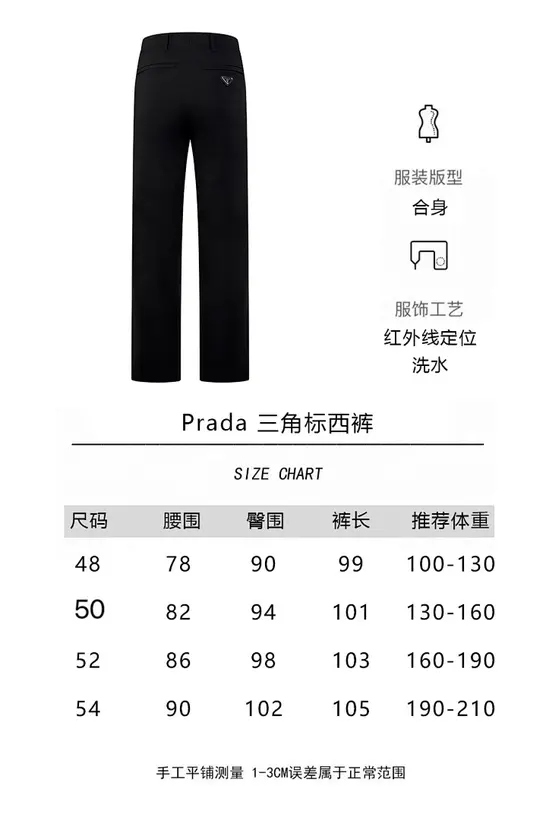 服装版型
合身
服饰工艺
红外线定位
洗水
Prada 三角标西裤
SIZE CHART
尺码 腰围 臀围 裤长 推荐体重
48 78 90 99 100-130
50 82 94 101 130-160
52 86 98 103 160-190
54 90 102 105 190-210
手工平铺测量 1-3CM误差属于正常范围